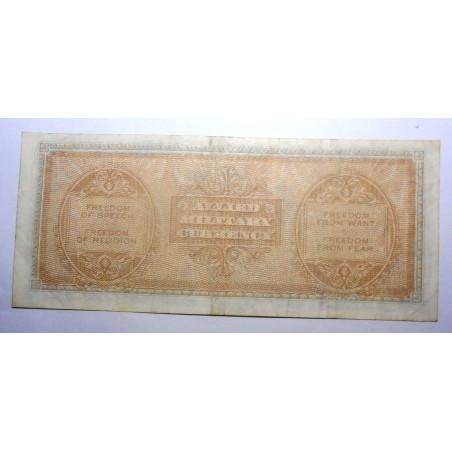 FREEDOM
OF SPEECH
FREEDOM
OF RELIGION
ALLIED
MILITARY
CURRENCY
FREEDOM
FROM WANT
FREEDOM
FROM FEAR